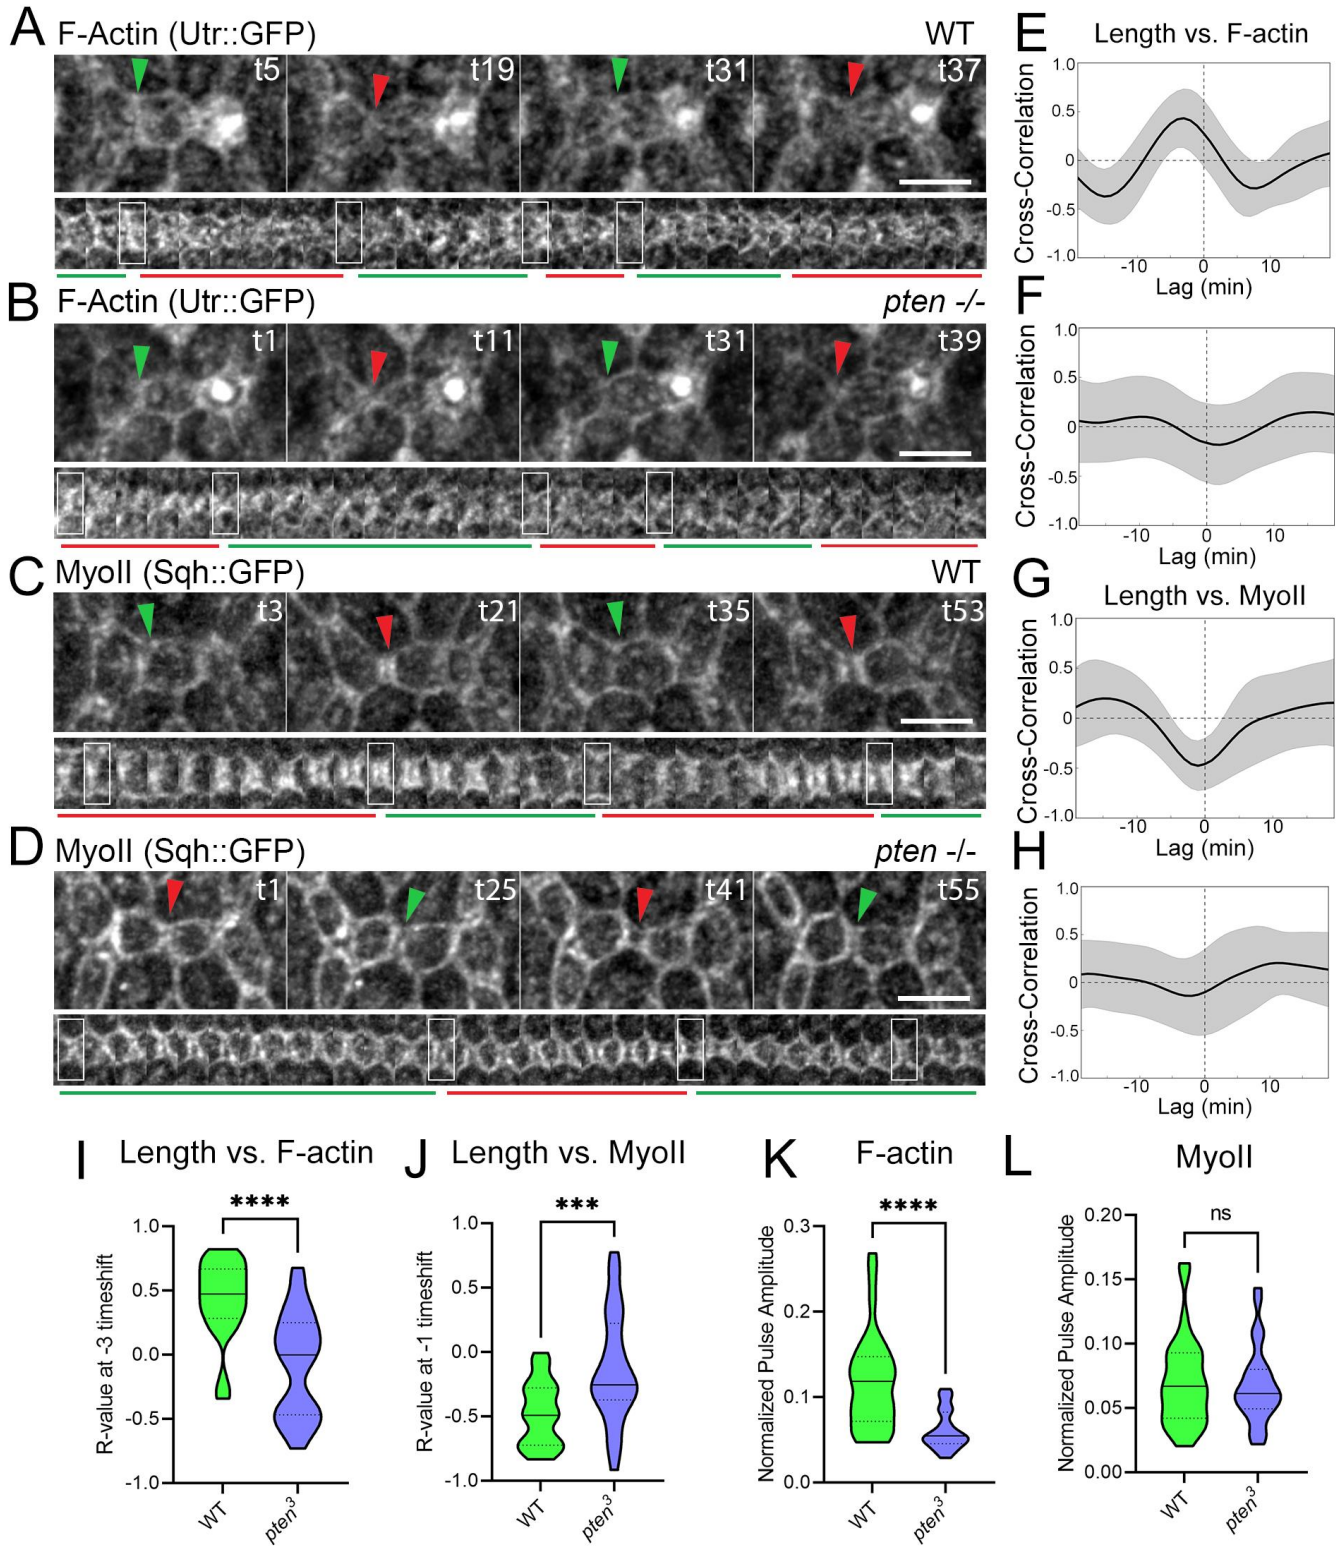 A F-Actin (Utr::GFP) WT
t5 t19 t31 t37
B F-Actin (Utr::GFP) pten -/-
t1 t11 t31 t39
C MyoII (Sqh::GFP) WT
t3 t21 t35 t53
D MyoII (Sqh::GFP) pten -/-
t1 t25 t41 t55
E Length vs. F-actin
Cross-Correlation
1.0
0.5
0
-0.5
-1.0
-10 0 10
Lag (min)
F
Cross-Correlation
1.0
0.5
0
-0.5
-1.0
-10 0 10
Lag (min)
G Length vs. MyoII
Cross-Correlation
1.0
0.5
0
-0.5
-1.0
-10 0 10
Lag (min)
H
Cross-Correlation
1.0
0.5
0
-0.5
-1.0
-10 0 10
Lag (min)
I Length vs. F-actin
****
R-value at -3 timeshift
1.0
0.5
0.0
-0.5
-1.0
WT pten³
J Length vs. MyoII
***
R-value at -1 timeshift
1.0
0.5
0.0
-0.5
-1.0
WT pten³
K F-actin
****
Normalized Pulse Amplitude
0.3
0.2
0.1
0.0
WT pten³
L MyoII
ns
Normalized Pulse Amplitude
0.20
0.15
0.10
0.05
0.00
WT pten³